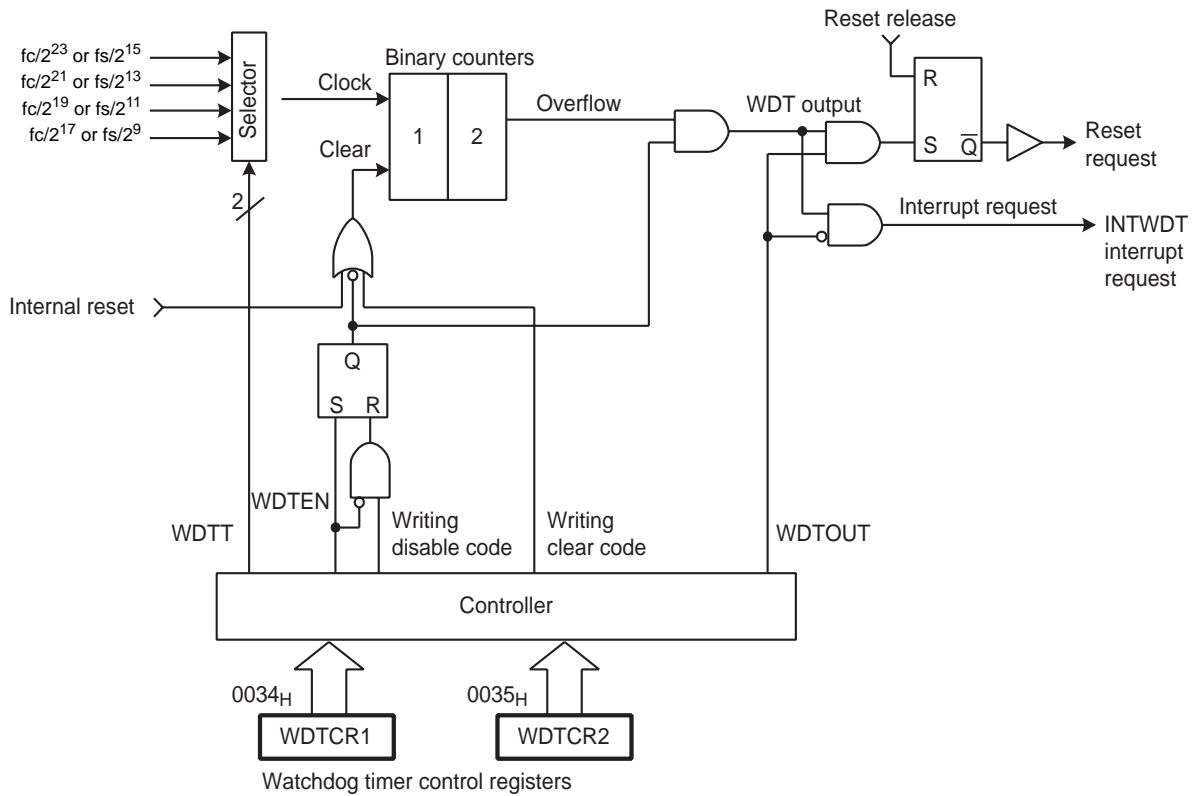 Reset release
fc/2^23 or fs/2^15
fc/2^21 or fs/2^13
fc/2^19 or fs/2^11
fc/2^17 or fs/2^9
Selector
Binary counters
Clock
1
2
Clear
Overflow
WDT output
R
S
Q̅
Reset
request
2
Interrupt request
INTWDT
interrupt
request
Internal reset
Q
S
R
WDTEN
WDTT
Writing
disable code
Writing
clear code
WDTOUT
Controller
0034H
0035H
WDTCR1
WDTCR2
Watchdog timer control registers